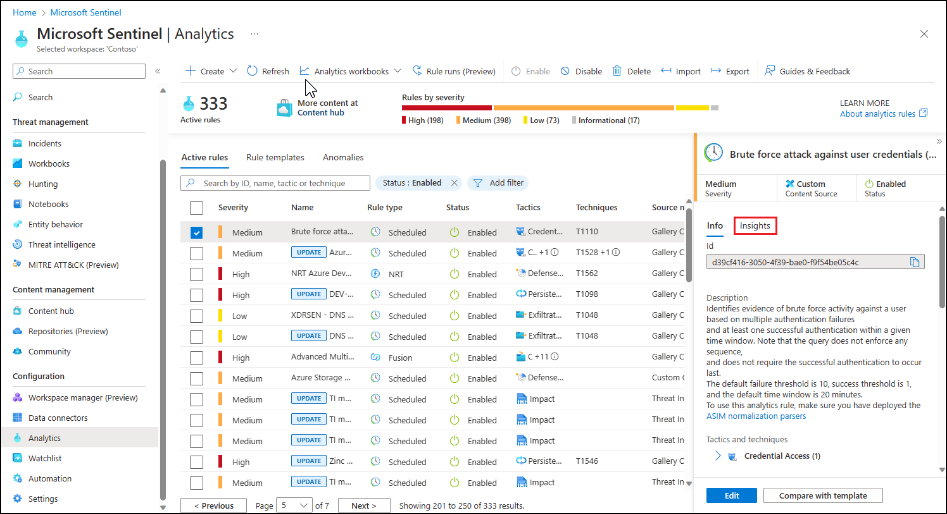 Home > Microsoft Sentinel
Microsoft Sentinel | Analytics ...
Selected workspace: 'Contoso'
Search
«
Create
Refresh
Analytics workbooks
Rule runs (Preview)
Enable
Disable
Delete
Import
Export
Guides & Feedback
Search
Threat management
Incidents
Workbooks
Hunting
Notebooks
Entity behavior
Threat intelligence
MITRE ATT&CK (Preview)
Content management
Content hub
Repositories (Preview)
Community
Configuration
Workspace manager (Preview)
Data connectors
Analytics
Watchlist
Automation
Settings
333
Active rules
More content at
Content hub
Rules by severity
High (198) Medium (398) Low (73) Informational (17)
LEARN MORE
About analytics rules
Active rules Rule templates Anomalies
Search by ID, name, tactic or technique
Status : Enabled
Add filter
Severity Name Rule type Status Tactics Techniques Source n
Medium Brute force atta... Scheduled Enabled Credent... T1110 Gallery C
Medium UPDATE Azur... Scheduled Enabled C.. +1 T1528 +1 Gallery C
High NRT Azure Dev... NRT Enabled Defense... T1562 Gallery C
High UPDATE DEV-... Scheduled Enabled Persiste... T1098 Gallery C
Low XDRSEN - DNS ... Scheduled Enabled Exfiltrat... T1048 Gallery C
Low UPDATE DNS ... Scheduled Enabled Exfiltrat... T1048 Gallery C
High Advanced Multi... Fusion Enabled C +11 Gallery C
Medium Azure Storage ... Scheduled Enabled Defense... Custom C
Medium UPDATE TI m... Scheduled Enabled Impact Threat In
Medium UPDATE TI m... Scheduled Enabled Impact Threat In
Medium UPDATE TI m... Scheduled Enabled Impact Threat In
High UPDATE Zinc ... Scheduled Enabled Persiste... T1546 Gallery C
Medium UPDATE TI m... Scheduled Enabled Impact Threat In
< Previous Page 5 of 7 Next > Showing 201 to 250 of 333 results.
»
Brute force attack against user credentials (...
Medium
Severity
Custom
Content Source
Enabled
Status
Info Insights
Id
d39cf416-3050-4f39-bae0-f9f54be05c4c
Description
Identifies evidence of brute force activity against a user
based on multiple authentication failures
and at least one successful authentication within a given
time window. Note that the query does not enforce any
sequence,
and does not require the successful authentication to occur
last.
The default failure threshold is 10, success threshold is 1,
and the default time window is 20 minutes.
To use this analytics rule, make sure you have deployed the
ASIM normalization parsers
Tactics and techniques
Credential Access (1)
Edit
Compare with template